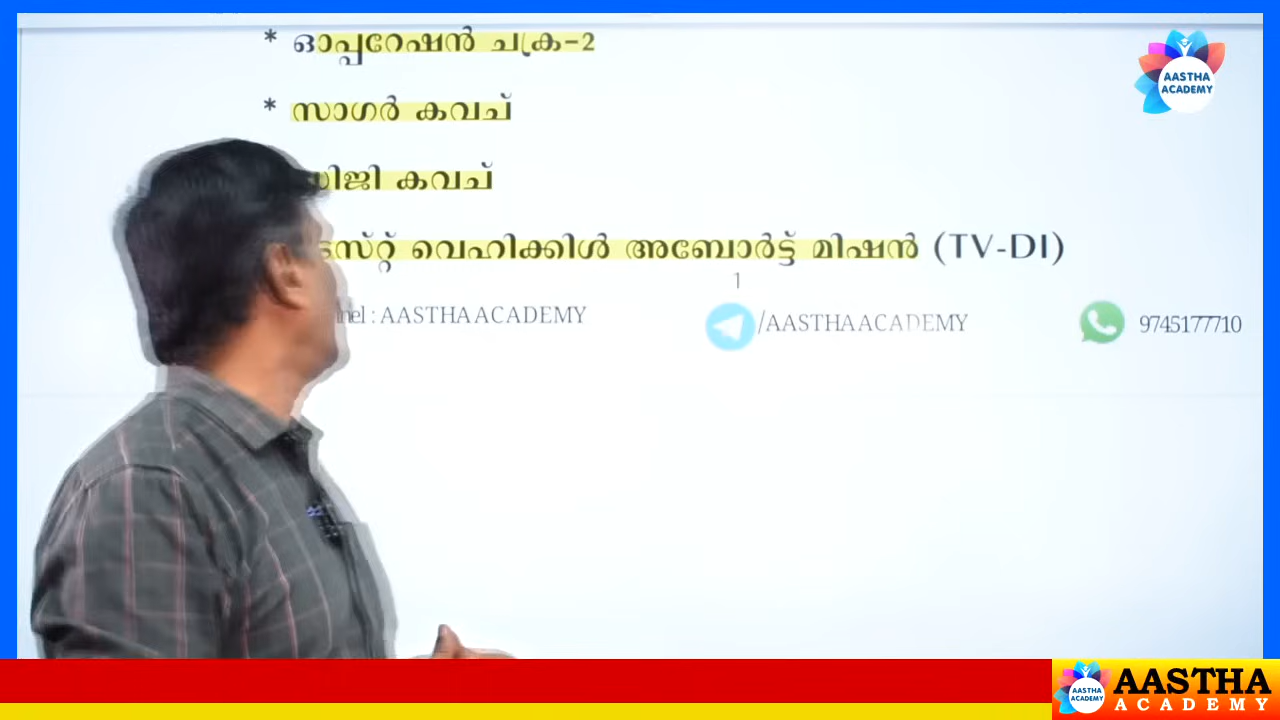 * ഓപ്പറേഷൻ ചക്ര-2
AASTHA
ACADEMY
* സാഗർ കവച്
കവച്
വെഹിക്കിൾ അബോർട്ട് മിഷൻ (TV-DI)
1
: AASTHAACADEMY
/AASTHAACADEMY
9745177710
AASTHA
ACADEMY
AASTHA
ACADEMY